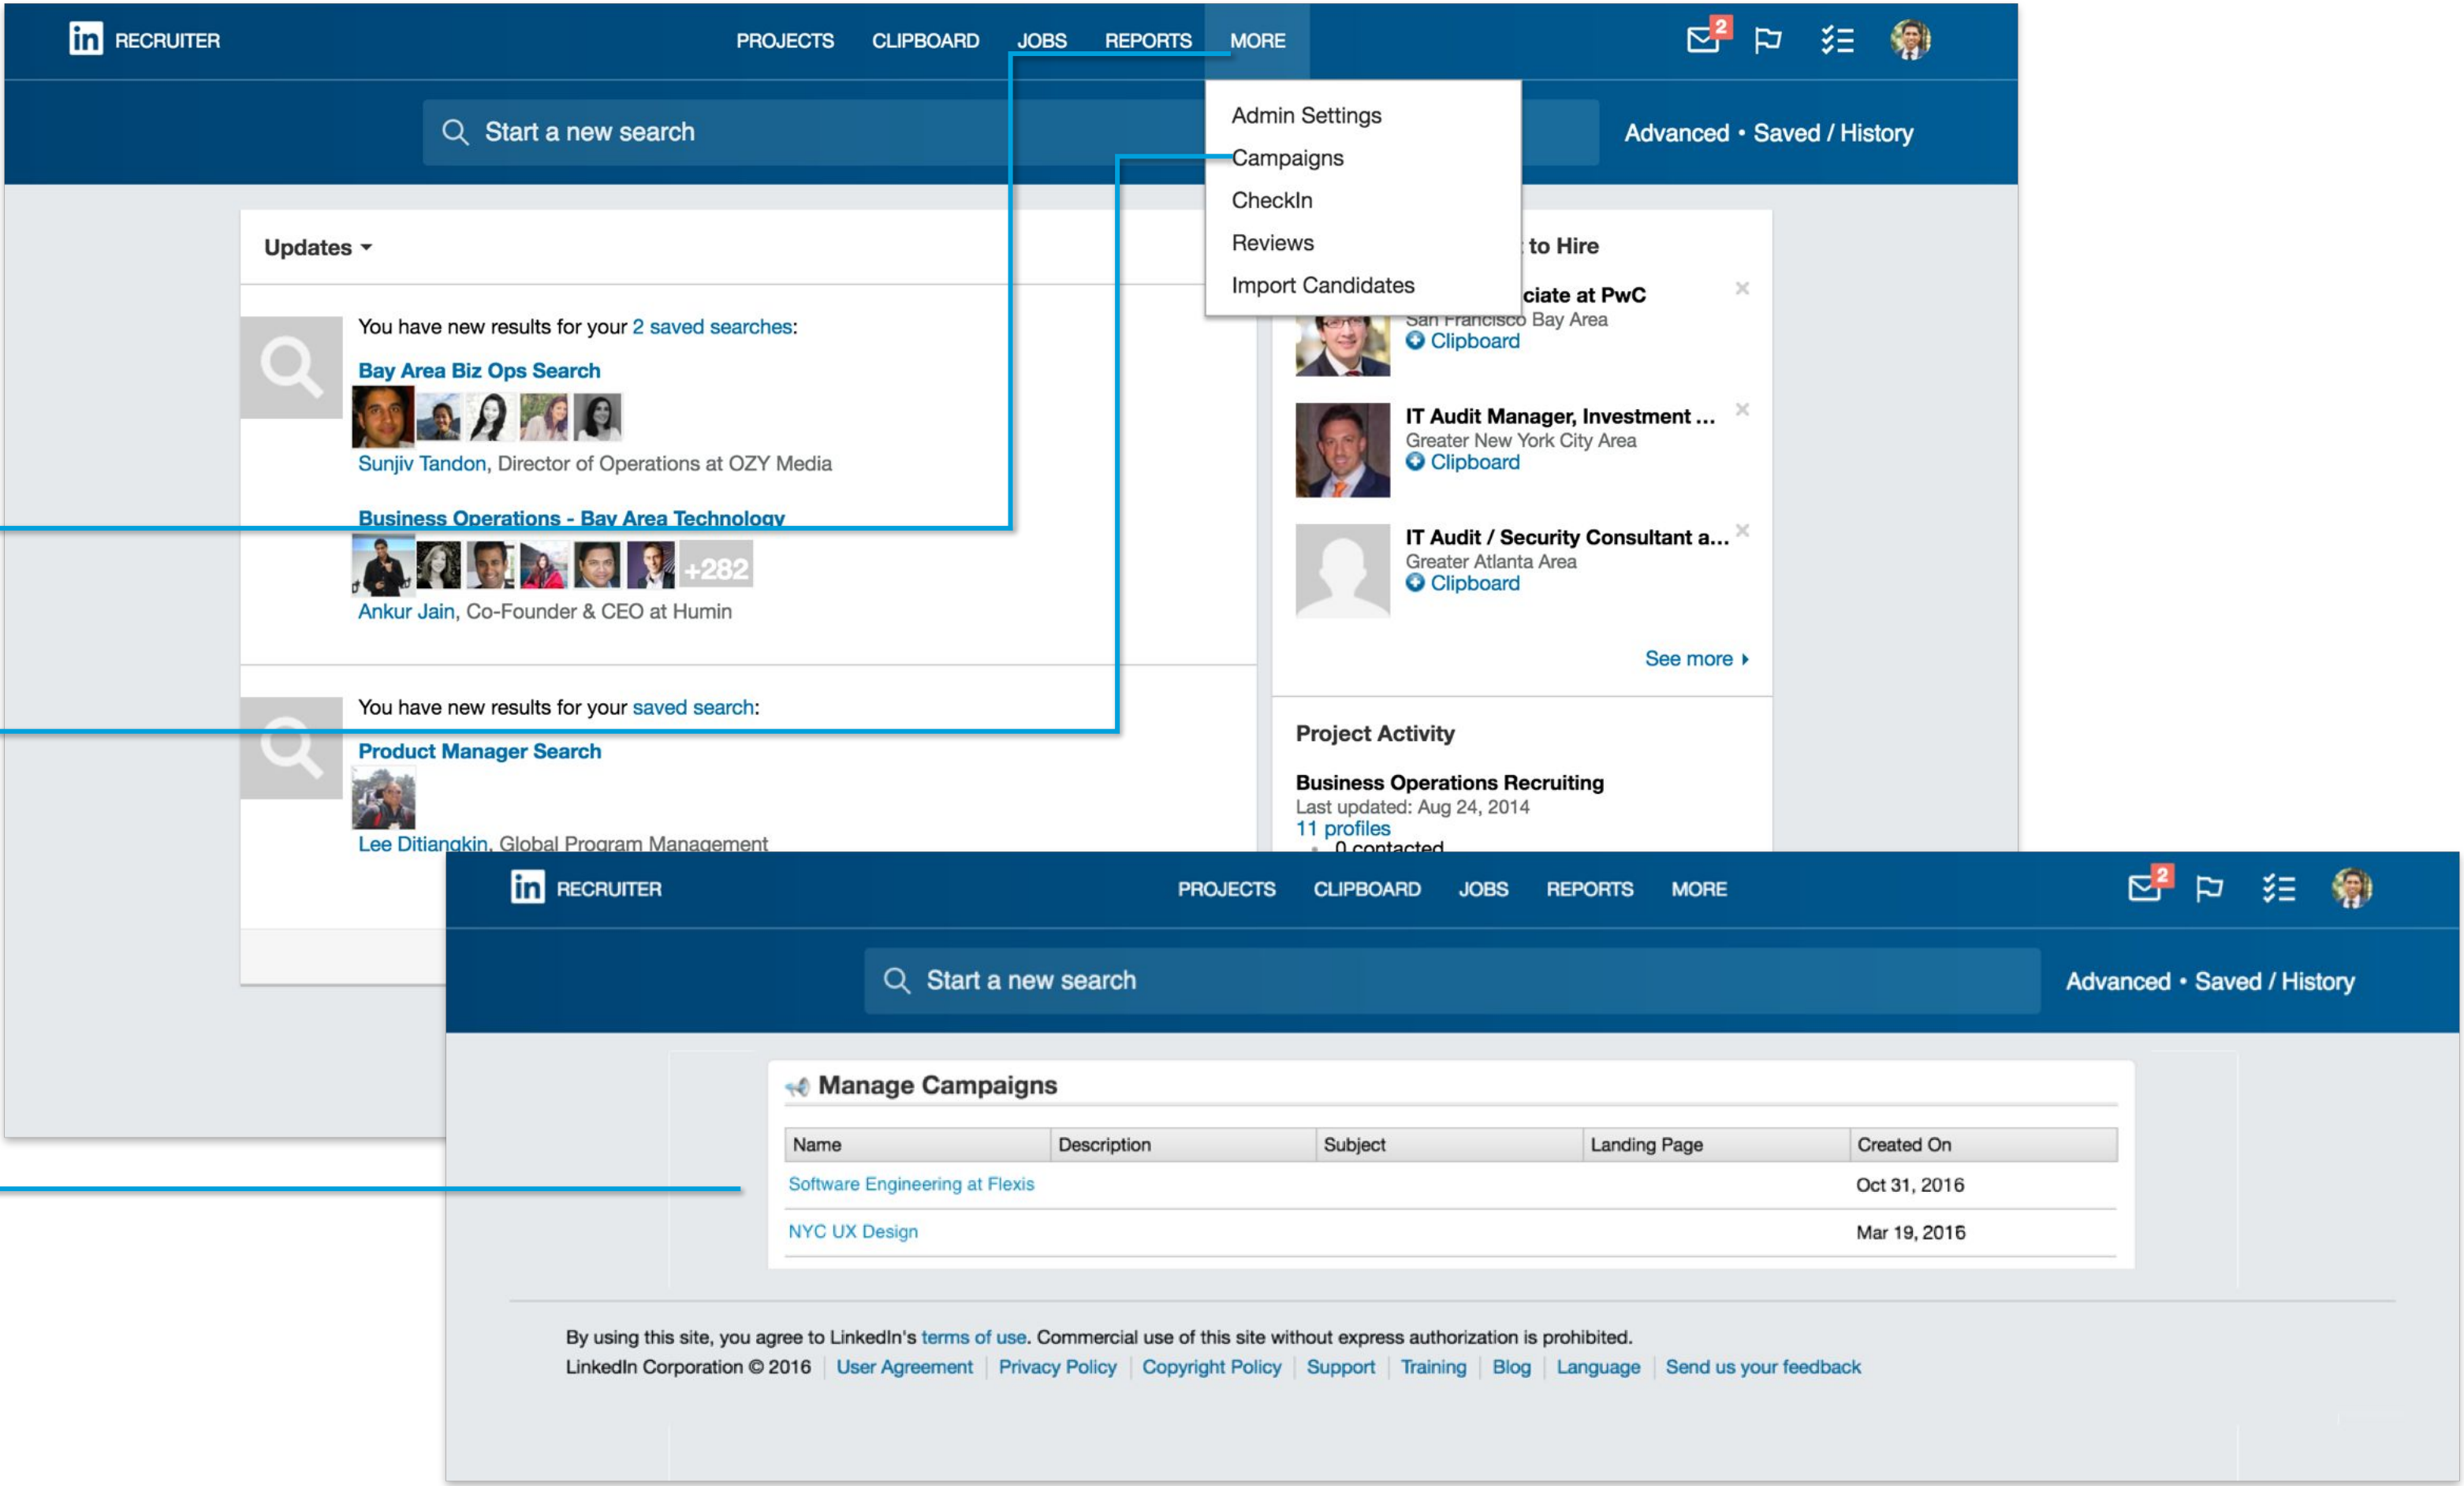 in RECRUITER
PROJECTS CLIPBOARD JOBS REPORTS MORE
2
Start a new search
Advanced • Saved / History
Admin Settings
Campaigns
CheckIn
Reviews
Import Candidates
Updates
You have new results for your 2 saved searches:
Bay Area Biz Ops Search
Sunjiv Tandon, Director of Operations at OZY Media
Business Operations - Bay Area Technology
+282
Ankur Jain, Co-Founder & CEO at Humin
You have new results for your saved search:
Product Manager Search
Lee Ditiangkin, Global Program Management
to Hire
ciate at PwC
San Francisco Bay Area
Clipboard
IT Audit Manager, Investment ...
Greater New York City Area
Clipboard
IT Audit / Security Consultant a...
Greater Atlanta Area
Clipboard
See more
Project Activity
Business Operations Recruiting
Last updated: Aug 24, 2014
11 profiles
• 0 contacted
in RECRUITER
PROJECTS CLIPBOARD JOBS REPORTS MORE
2
Start a new search
Advanced • Saved / History
Manage Campaigns
Name Description Subject Landing Page Created On
Software Engineering at Flexis Oct 31, 2016
NYC UX Design Mar 19, 2016
By using this site, you agree to LinkedIn's terms of use. Commercial use of this site without express authorization is prohibited.
LinkedIn Corporation © 2016 | User Agreement | Privacy Policy | Copyright Policy | Support | Training | Blog | Language | Send us your feedback